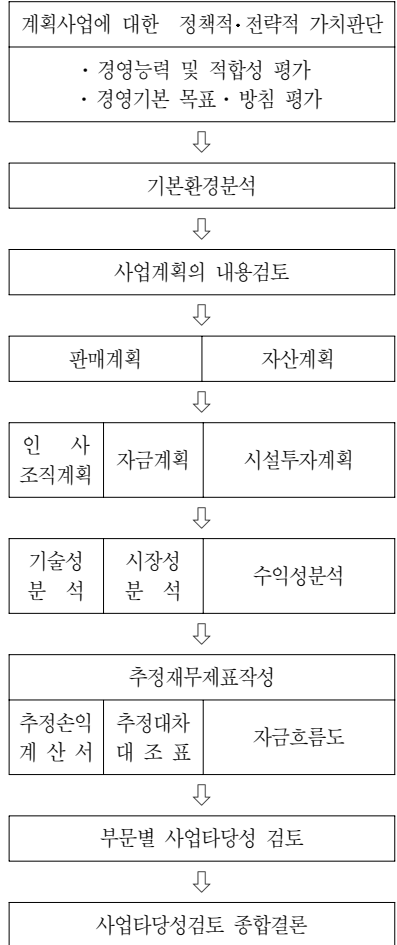 계획사업에 대한 정책적·전략적 가치판단
· 경영능력 및 적합성 평가
· 경영기본 목표· 방침 평가
⇩
기본환경분석
⇩
사업계획의 내용검토
⇩
판매계획 자산계획
⇩
인 사
조직계획
자금계획
시설투자계획
⇩
기술성
분 석
시장성
분 석
수익성분석
⇩
추정재무제표작성
추정손익
계 산 서
추정대차
대 조 표
자금흐름도
⇩
부문별 사업타당성 검토
⇩
사업타당성검토 종합결론